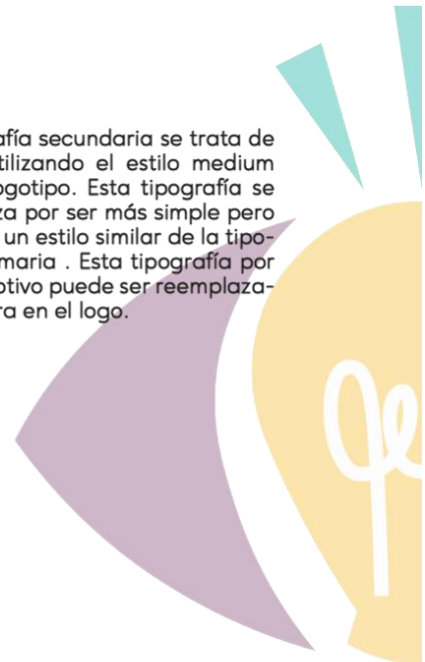 afía secundaria se trata de
tilizando el estilo medium
ogotipo. Esta tipografía se
za por ser más simple pero
un estilo similar de la tipo-
maria . Esta tipografía por
otivo puede ser reemplaza-
ra en el logo.